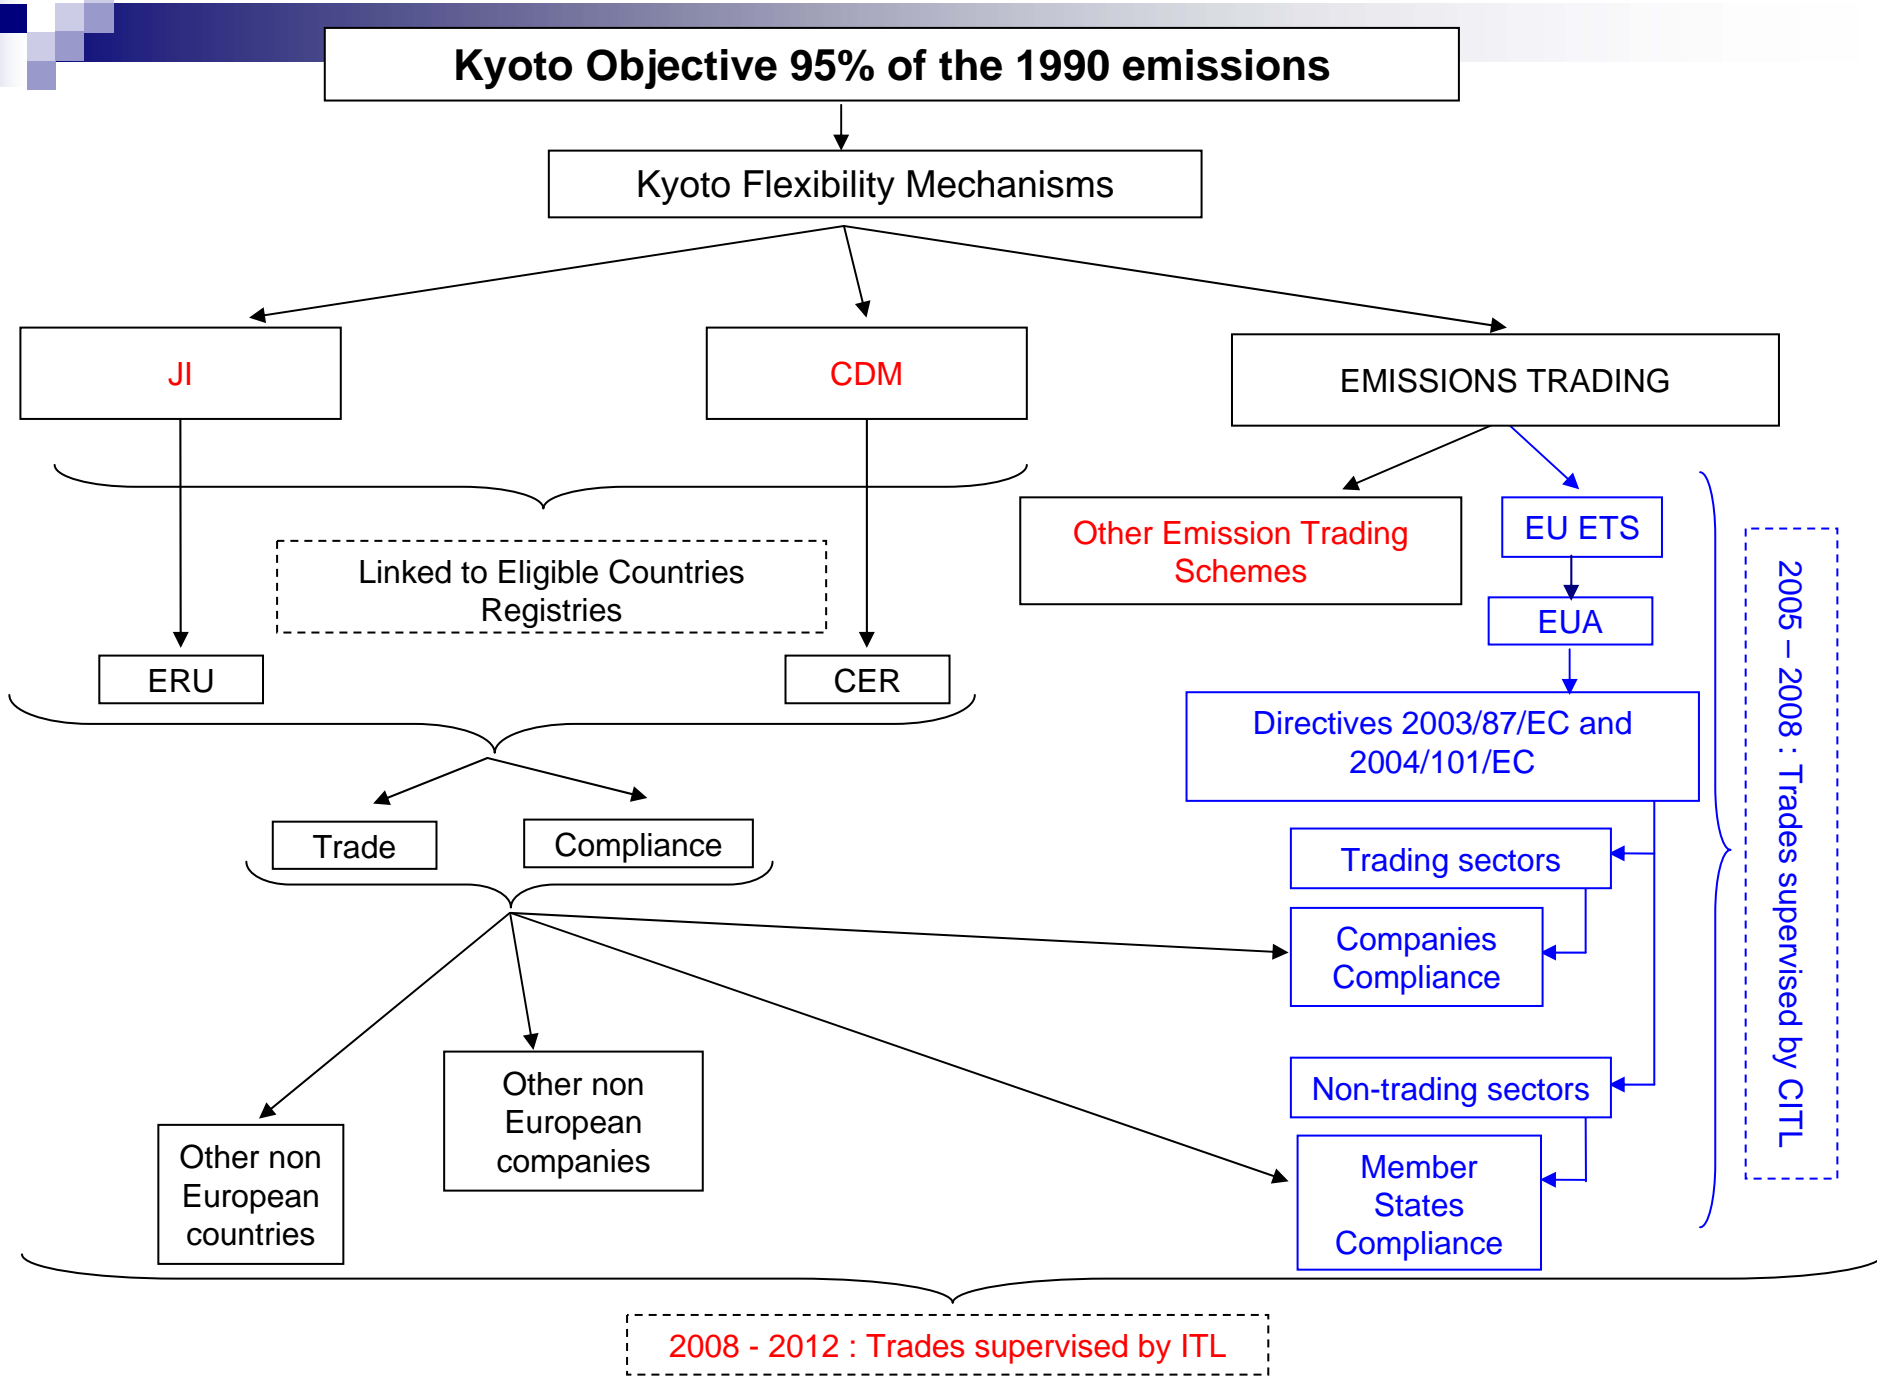 Kyoto Objective 95% of the 1990 emissions
Kyoto Flexibility Mechanisms
JI
CDM
EMISSIONS TRADING
Other Emission Trading
Schemes
EU ETS
Linked to Eligible Countries
Registries
EUA
ERU
CER
Directives 2003/87/EC and
2004/101/EC
Trade
Compliance
Trading sectors
Companies
Compliance
Other non
European
companies
Non-trading sectors
Other non
European
countries
Member
States
Compliance
2005 – 2008 : Trades supervised by CITL
2008 - 2012 : Trades supervised by ITL